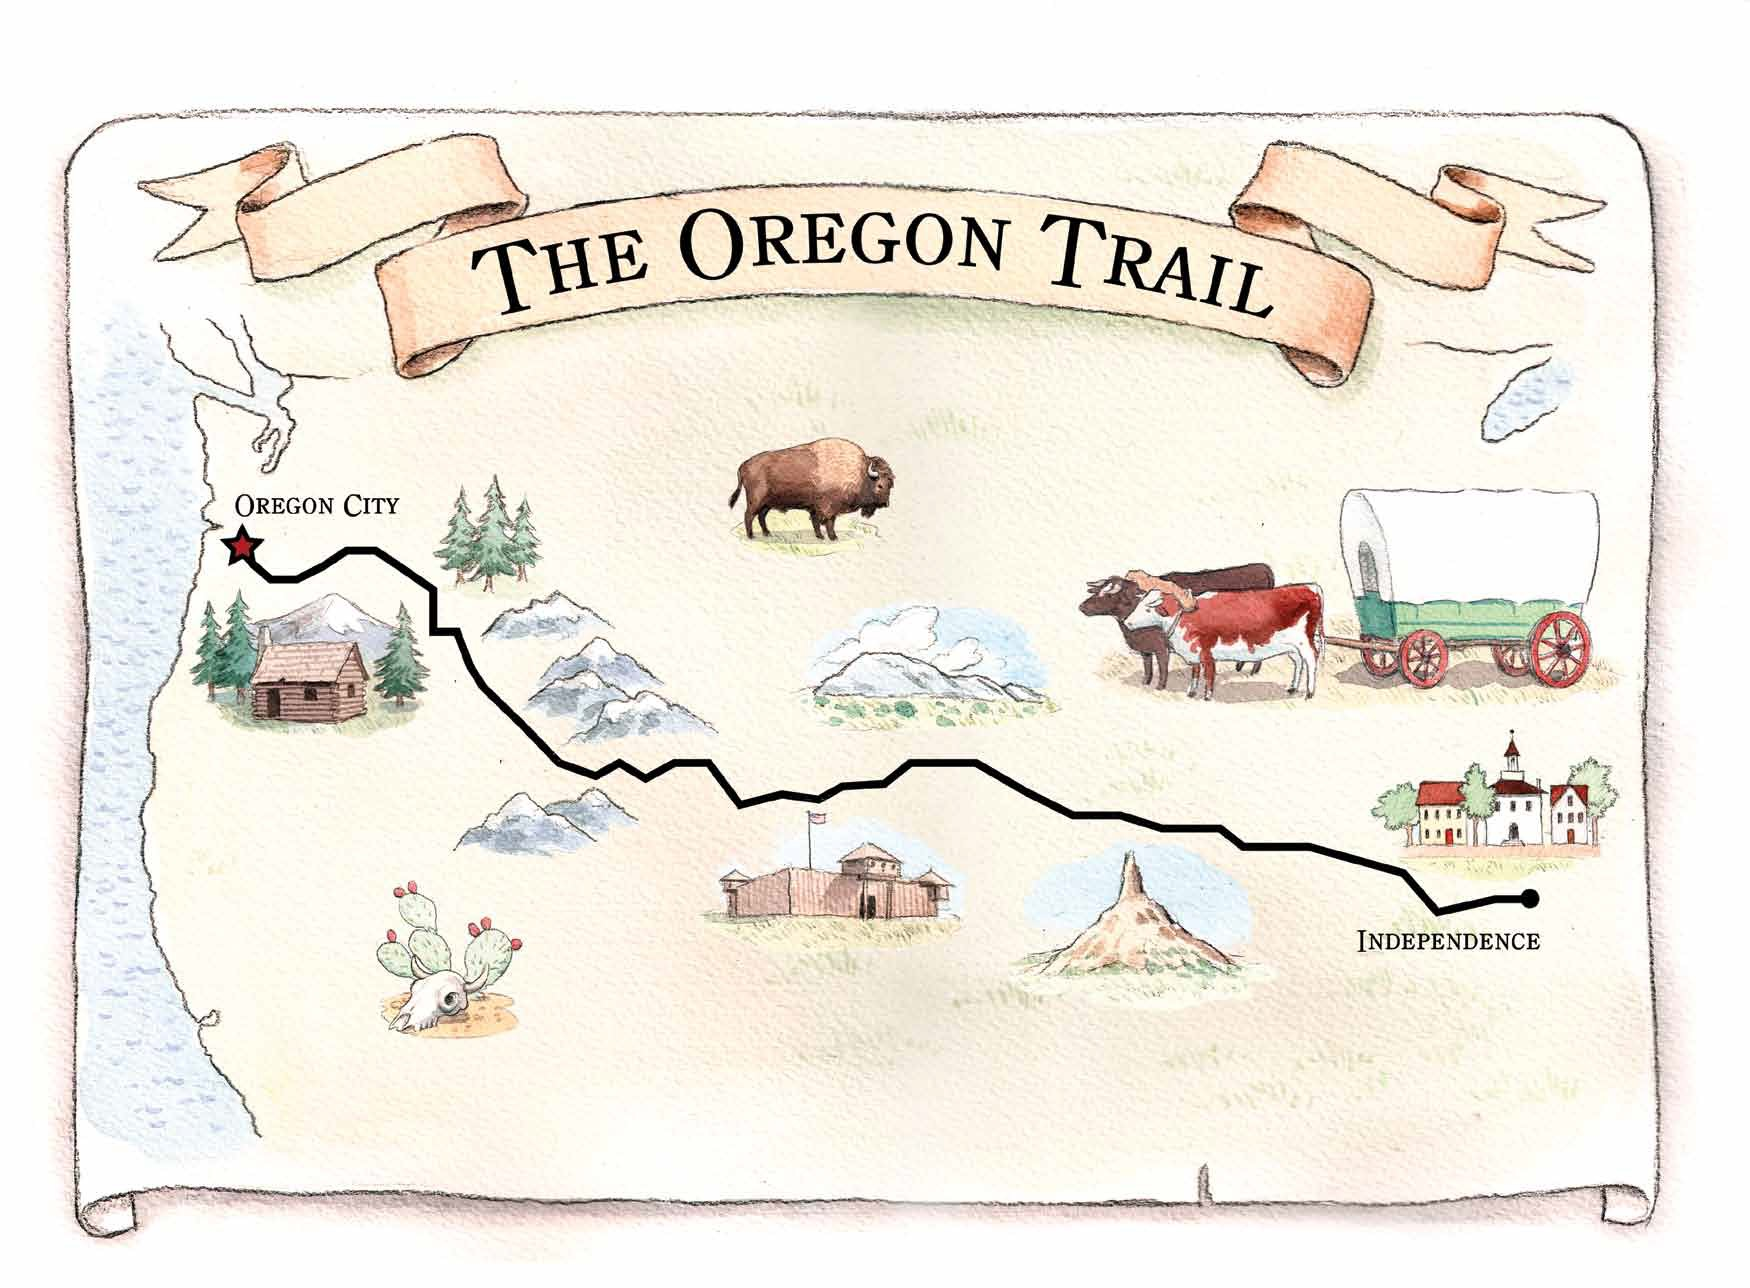 THE OREGON TRAIL
OREGON CITY
INDEPENDENCE